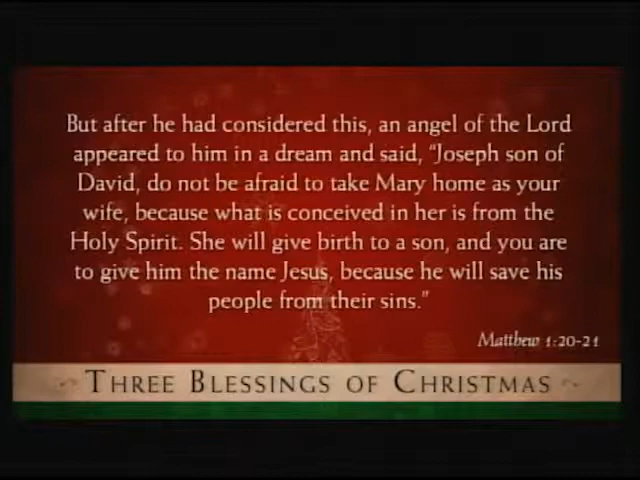 But after he had considered this, an angel of the Lord
appeared to him in a dream and said, “Joseph son of
David, do not be afraid to take Mary home as your
wife, because what is conceived in her is from the
Holy Spirit. She will give birth to a son, and you are
to give him the name Jesus, because he will save his
people from their sins.”
Matthew 1:20-21
THREE BLESSINGS OF CHRISTMAS